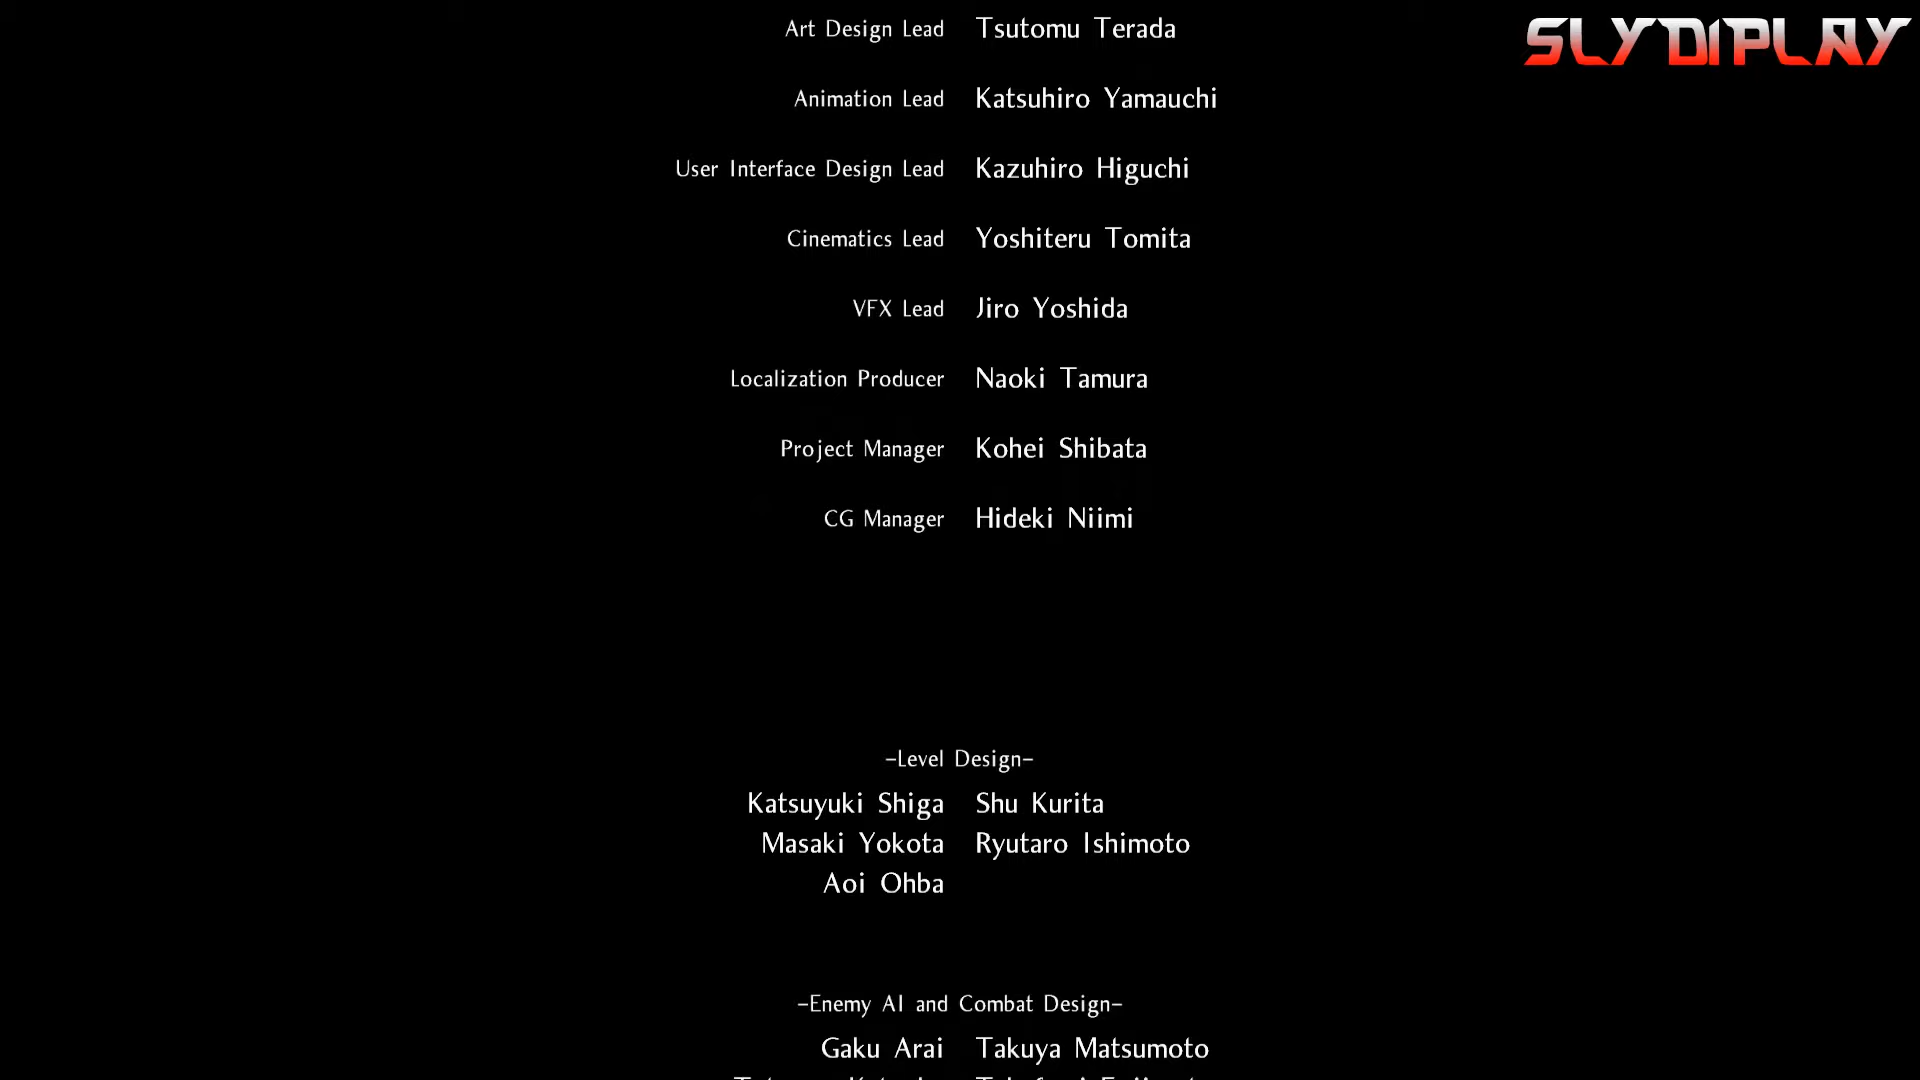 Art Design Lead Tsutomu Terada
SLYDIPLAY
Animation Lead Katsuhiro Yamauchi
User Interface Design Lead Kazuhiro Higuchi
Cinematics Lead Yoshiteru Tomita
VFX Lead Jiro Yoshida
Localization Producer Naoki Tamura
Project Manager Kohei Shibata
CG Manager Hideki Niimi
-Level Design-
Katsuyuki Shiga Shu Kurita
Masaki Yokota Ryutaro Ishimoto
Aoi Ohba
-Enemy AI and Combat Design-
Gaku Arai Takuya Matsumoto